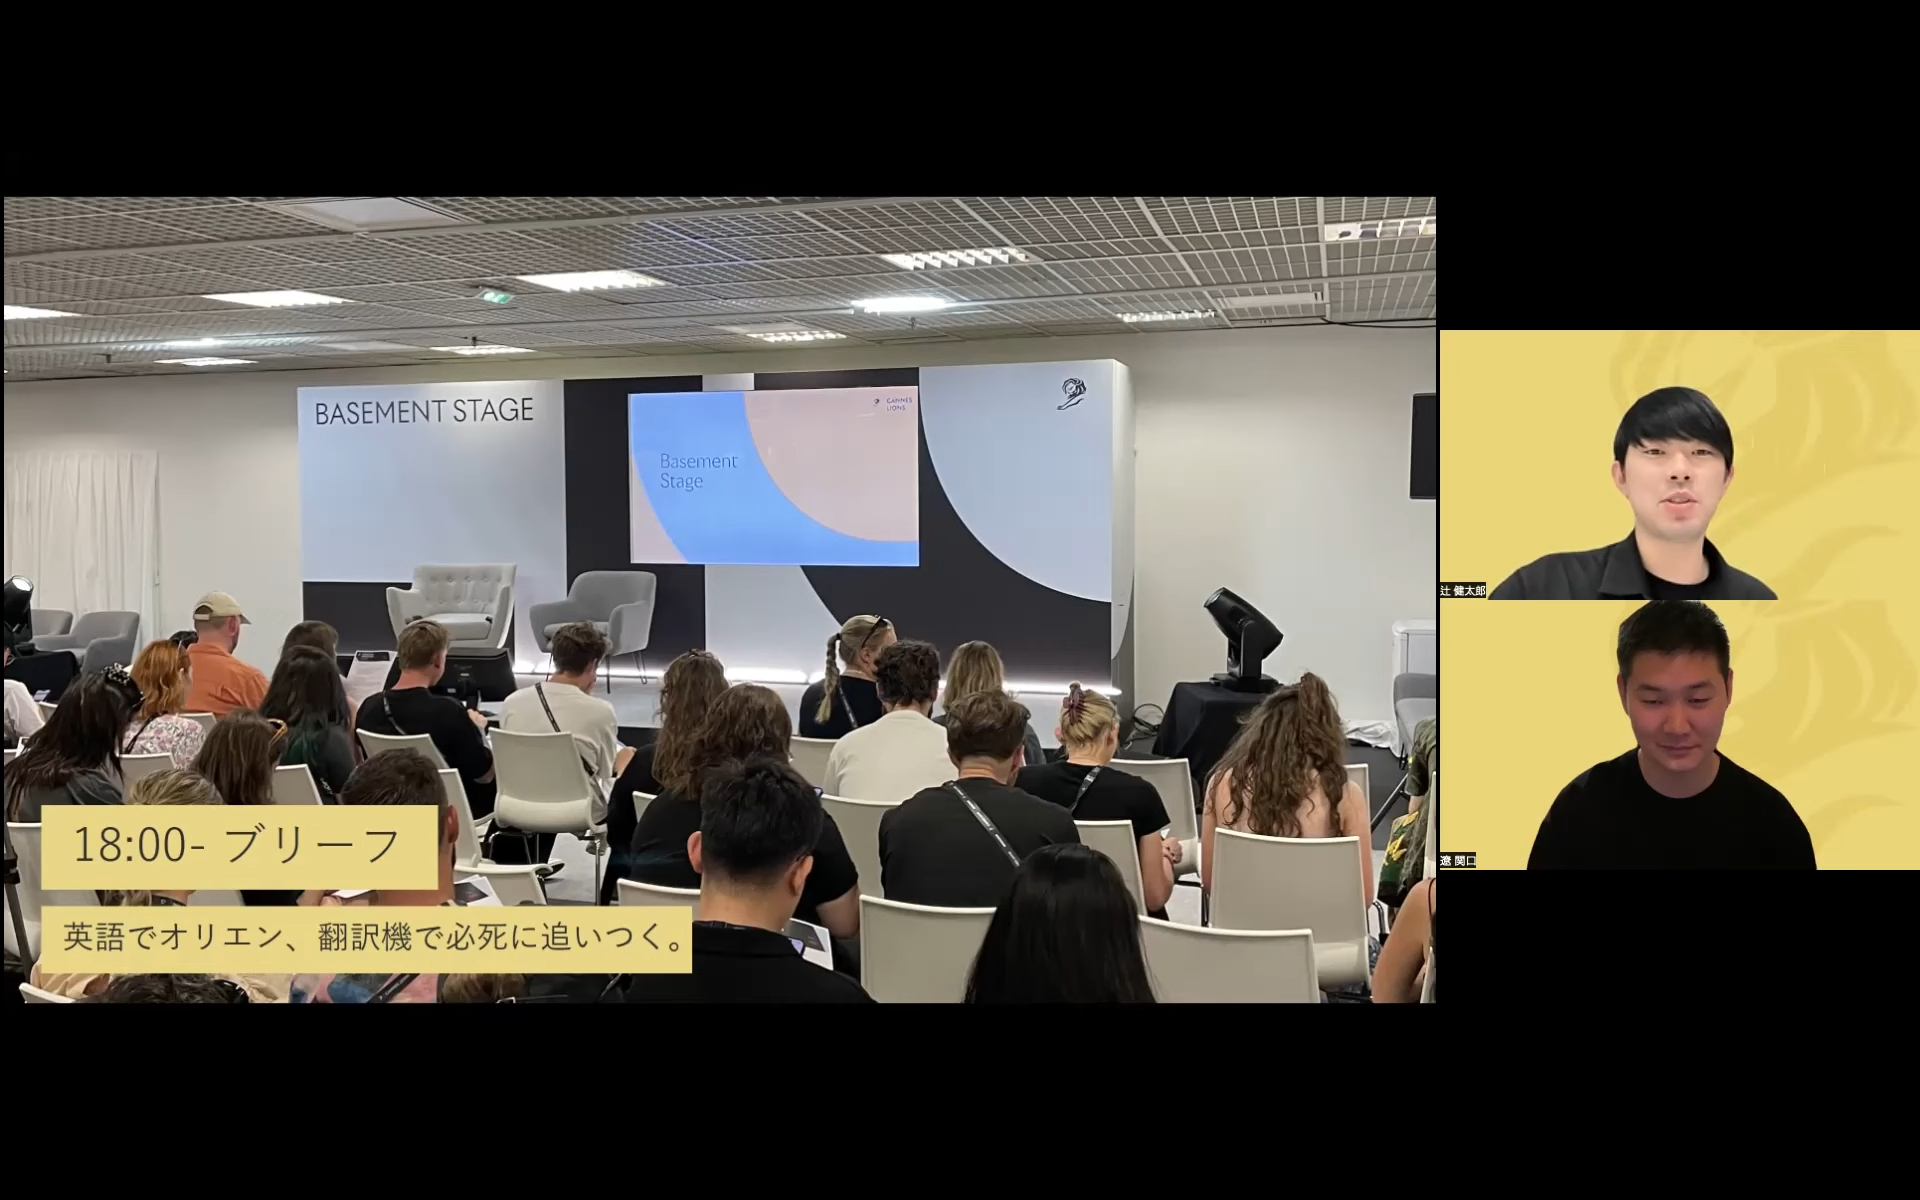 BASEMENT STAGE
CANNES
LIONS
Basement
Stage
18:00- ブリーフ
英語でオリエン、翻訳機で必死に追いつく。
辻 健太郎
遼 関口